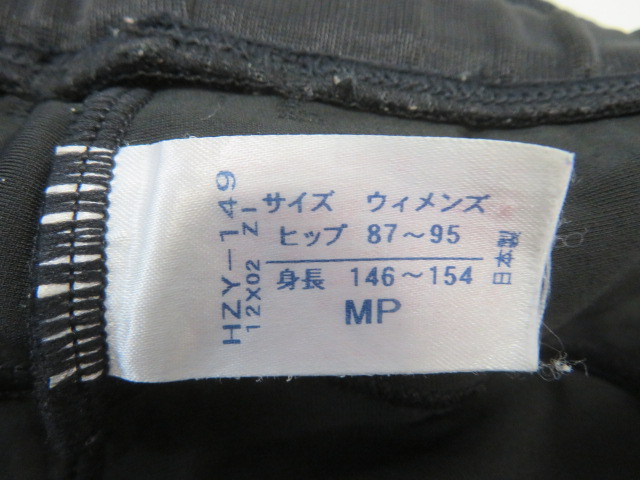 HZY-149
12X02 ZI
サイズ ウィメンズ
ヒップ 87~95
身長 146~154
MP
日本製